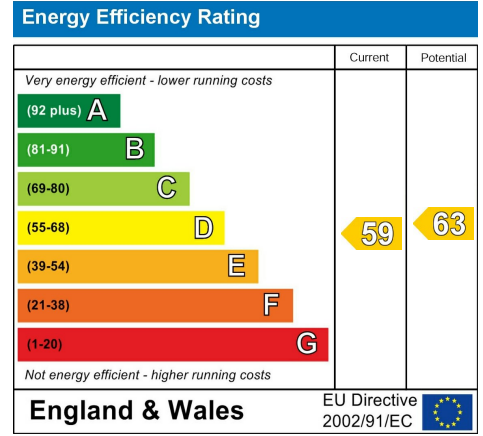 Energy Efficiency Rating
Current Potential
Very energy efficient - lower running costs
(92 plus) A
(81-91) B
(69-80) C
(55-68) D
59 63
(39-54) E
(21-38) F
(1-20) G
Not energy efficient - higher running costs
England & Wales
EU Directive
2002/91/EC